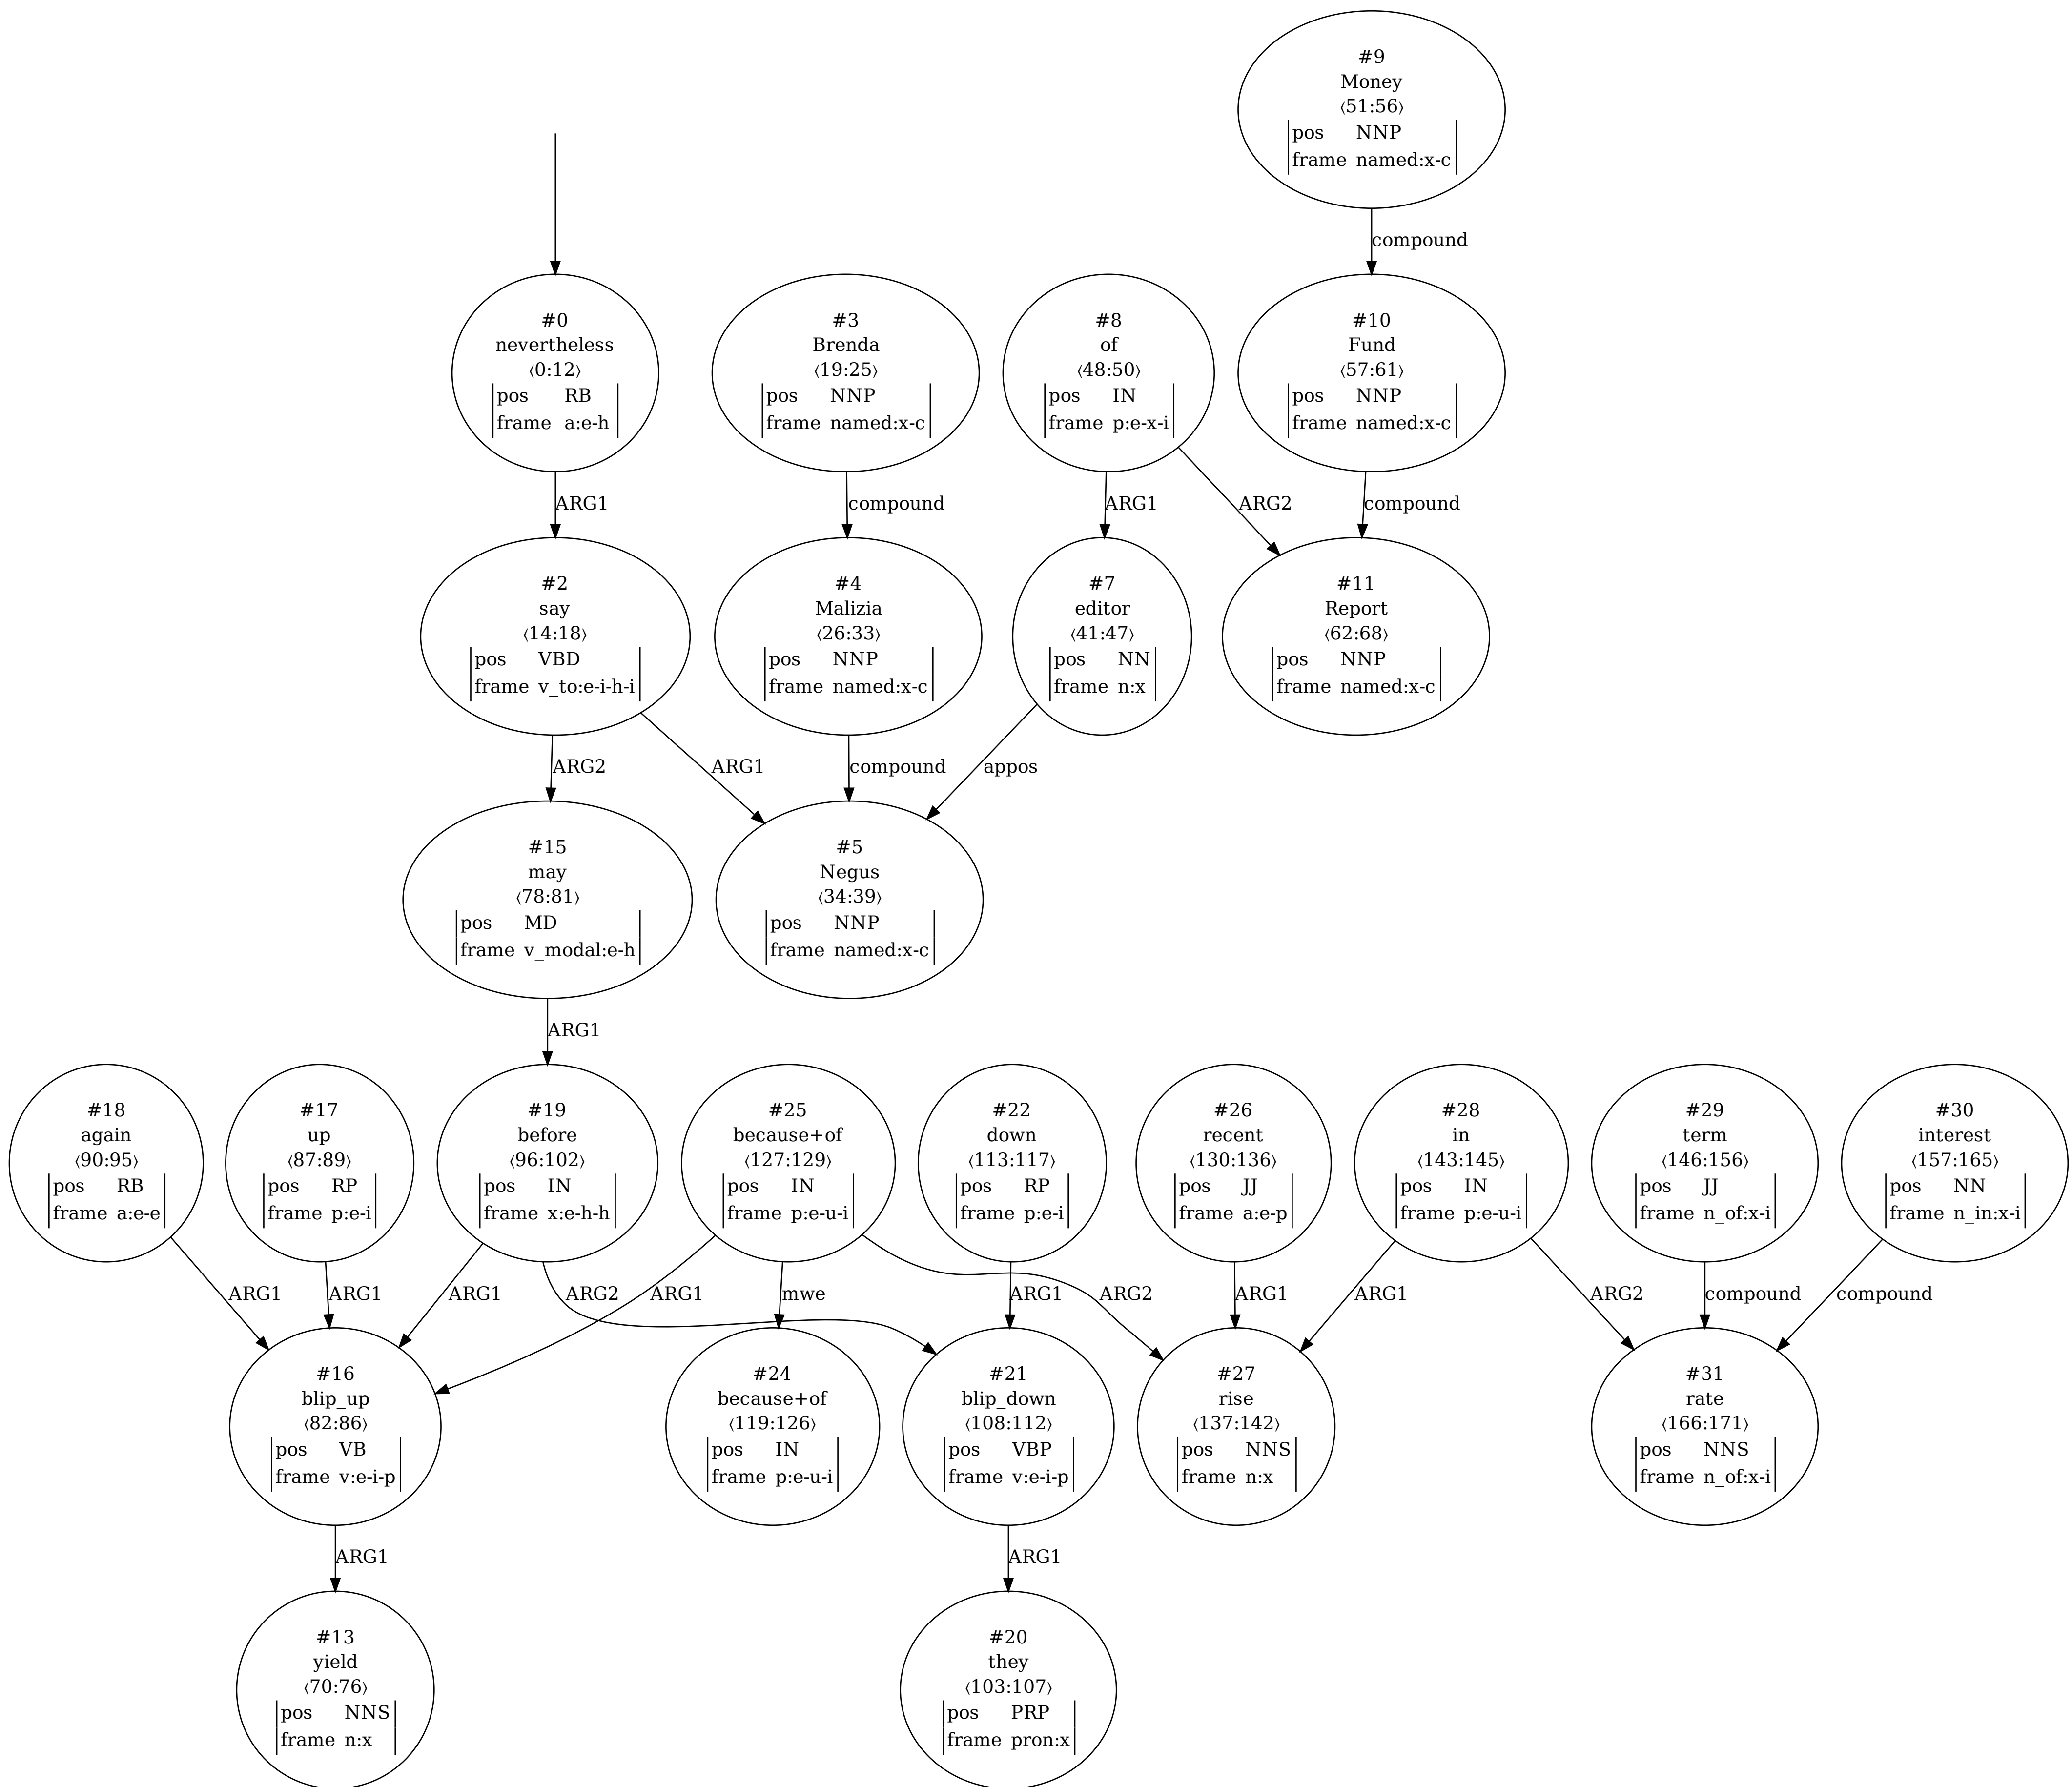 #9
Money
⟨51:56⟩
pos NNP
frame named:x-c
compound
#0
nevertheless
⟨0:12⟩
pos RB
frame a:e-h
#3
Brenda
⟨19:25⟩
pos NNP
frame named:x-c
#8
of
⟨48:50⟩
pos IN
frame p:e-x-i
#10
Fund
⟨57:61⟩
pos NNP
frame named:x-c
ARG1
compound
ARG1
ARG2
compound
#2
say
⟨14:18⟩
pos VBD
frame v_to:e-i-h-i
#4
Malizia
⟨26:33⟩
pos NNP
frame named:x-c
#7
editor
⟨41:47⟩
pos NN
frame n:x
#11
Report
⟨62:68⟩
pos NNP
frame named:x-c
ARG2
ARG1
compound
appos
#15
may
⟨78:81⟩
pos MD
frame v_modal:e-h
#5
Negus
⟨34:39⟩
pos NNP
frame named:x-c
ARG1
#18
again
⟨90:95⟩
pos RB
frame a:e-e
#17
up
⟨87:89⟩
pos RP
frame p:e-i
#19
before
⟨96:102⟩
pos IN
frame x:e-h-h
#25
because+of
⟨127:129⟩
pos IN
frame p:e-u-i
#22
down
⟨113:117⟩
pos RP
frame p:e-i
#26
recent
⟨130:136⟩
pos JJ
frame a:e-p
#28
in
⟨143:145⟩
pos IN
frame p:e-u-i
#29
term
⟨146:156⟩
pos JJ
frame n_of:x-i
#30
interest
⟨157:165⟩
pos NN
frame n_in:x-i
ARG1
ARG1
ARG1
ARG2
ARG1
mwe
ARG1
ARG2
ARG1
ARG1
ARG2
compound
compound
#16
blip_up
⟨82:86⟩
pos VB
frame v:e-i-p
#24
because+of
⟨119:126⟩
pos IN
frame p:e-u-i
#21
blip_down
⟨108:112⟩
pos VBP
frame v:e-i-p
#27
rise
⟨137:142⟩
pos NNS
frame n:x
#31
rate
⟨166:171⟩
pos NNS
frame n_of:x-i
ARG1
ARG1
#13
yield
⟨70:76⟩
pos NNS
frame n:x
#20
they
⟨103:107⟩
pos PRP
frame pron:x